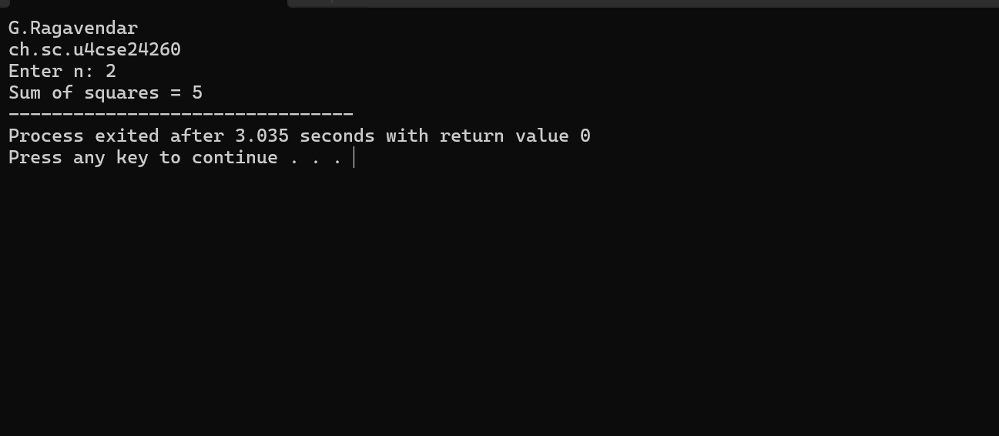 G.Ragavendar
ch.sc.u4cse24260
Enter n: 2
Sum of squares = 5
--------------------------------
Process exited after 3.035 seconds with return value 0
Press any key to continue . . .